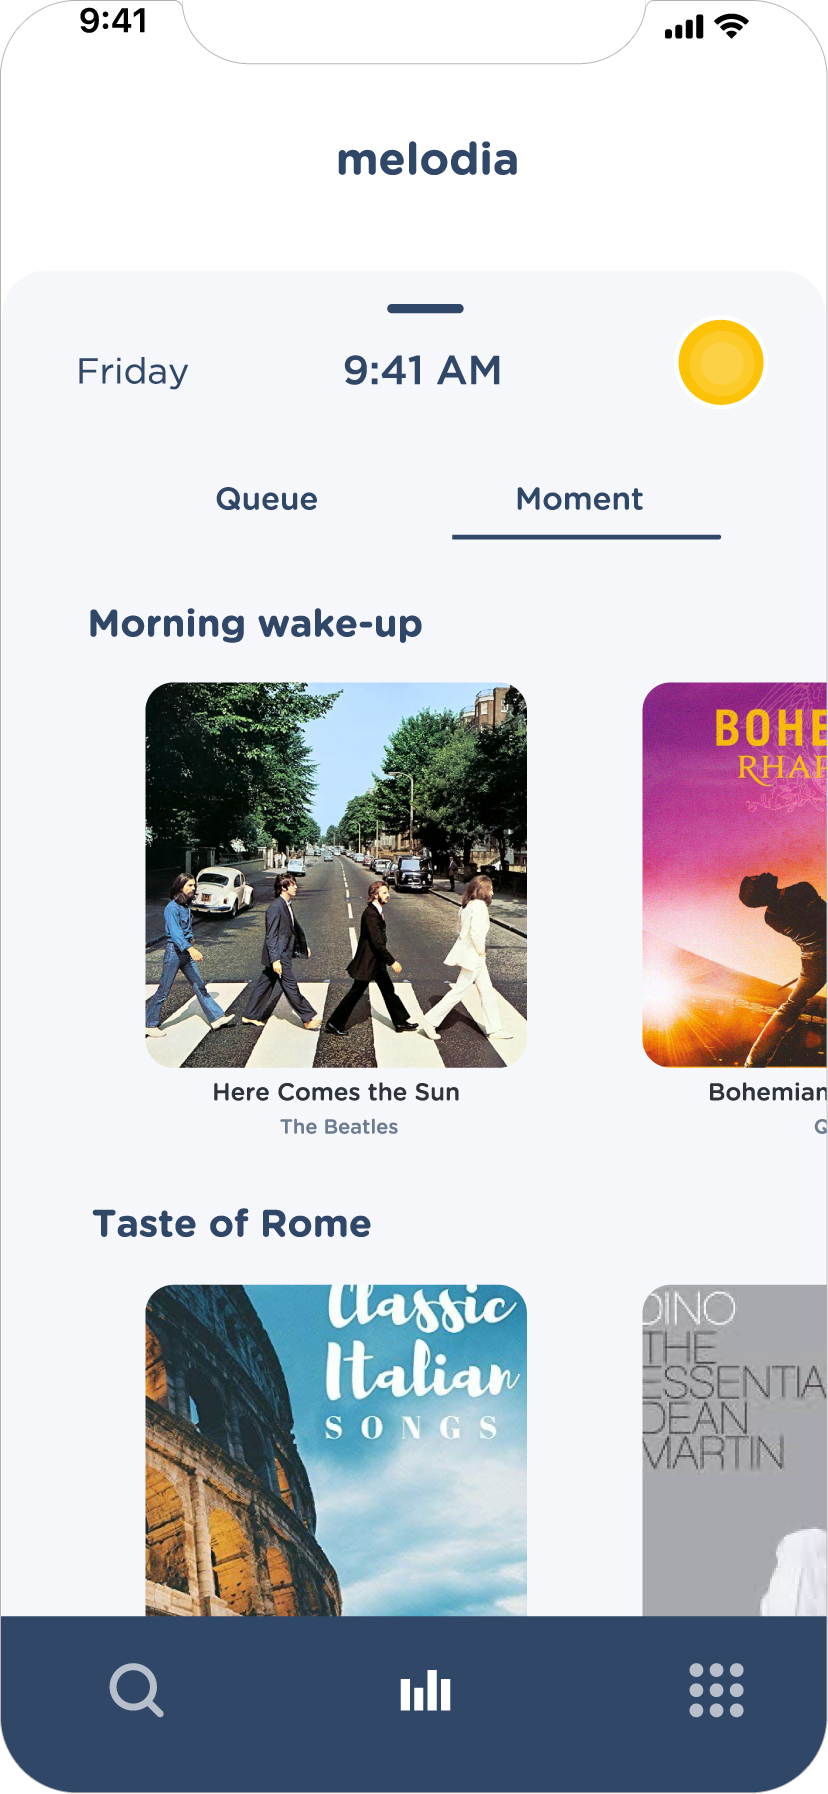 9:41
melodia
Friday
9:41 AM
Queue
Moment
Morning wake-up
BOHE
RHAP
Here Comes the Sun
The Beatles
Bohemian
Q
Taste of Rome
Classic
Italian
SONGS
DINO
THE
ESSENTIA
DEAN
MARTIN